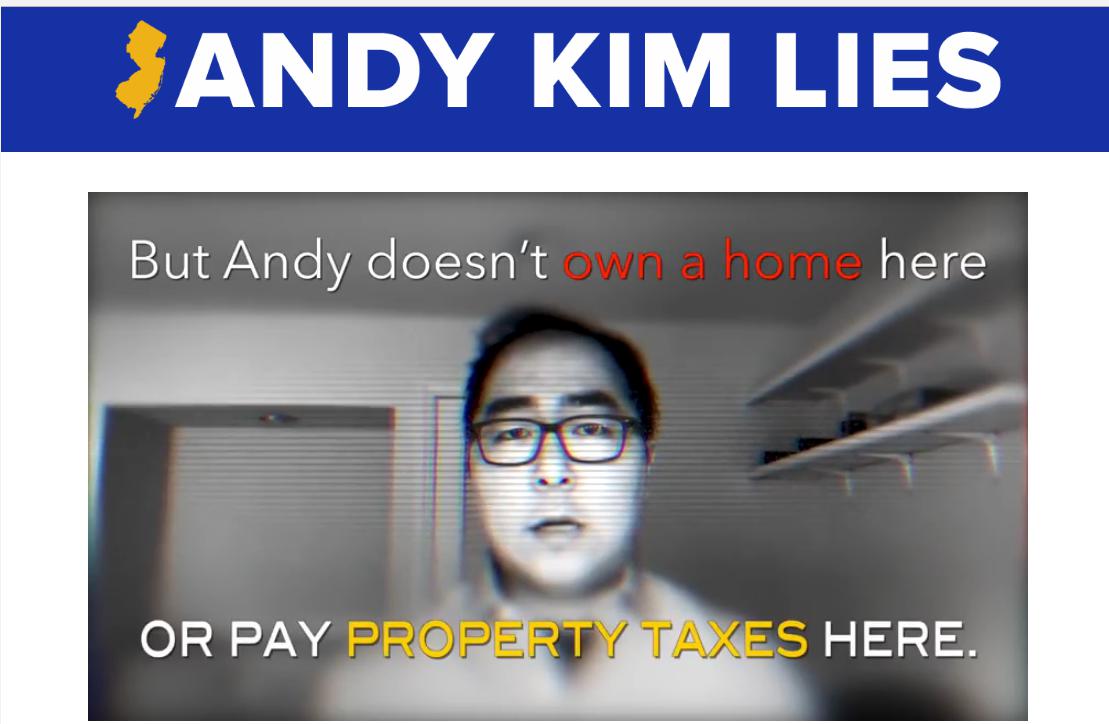 ANDY KIM LIES
But Andy doesn't own a home here
OR PAY PROPERTY TAXES HERE.